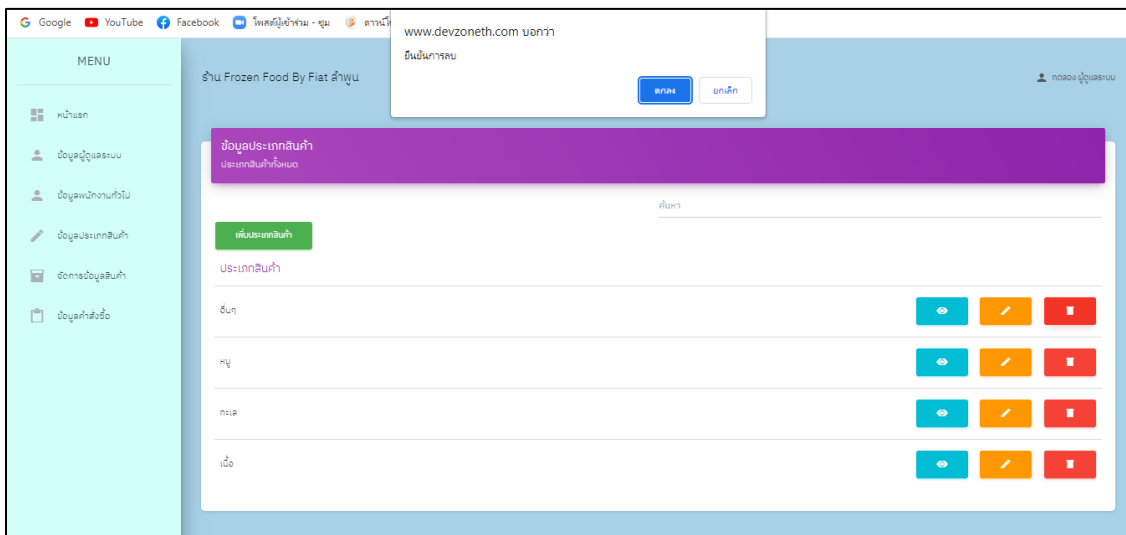 Google YouTube Facebook โพสต์ผู้เข้าร่วม - ซูม
www.devzoneth.com บอกว่า
ยืนยันการลบ
ตกลง ยกเลิก
MENU
หน้าแรก
ข้อมูลผู้ดูแลระบบ
ข้อมูลพนักงานทั่วไป
ข้อมูลประเภทสินค้า
จัดการข้อมูลสินค้า
ข้อมูลคำสั่งซื้อ
ร้าน Frozen Food By Fiat ลำพูน
ทดลอง ผู้ดูแลระบบ
ข้อมูลประเภทสินค้า
ประเภทสินค้าทั้งหมด
ค้นหา
เพิ่มประเภทสินค้า
ประเภทสินค้า
อื่นๆ
หมู
ทะเล
เนื้อ